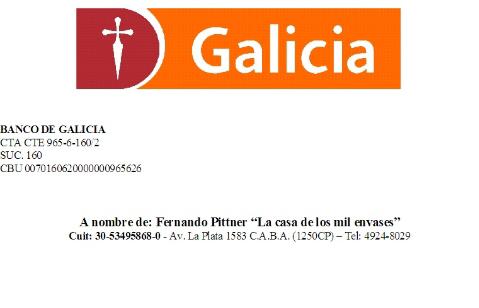 Galicia
BANCO DE GALICIA
CTA CTE 965-6-160/2
SUC. 160
CBU 0070160620000000965626
A nombre de: Fernando Pittner “La casa de los mil envases”
Cuit: 30-53495868-0 - Av. La Plata 1583 C.A.B.A. (1250CP) – Tel: 4924-8029